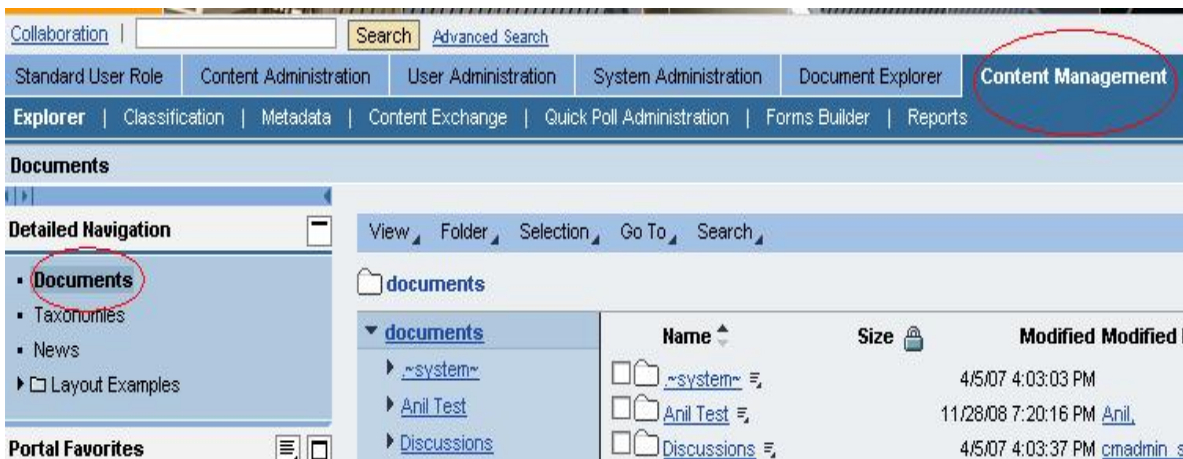 Collaboration | Search Advanced Search
Standard User Role Content Administration User Administration System Administration Document Explorer Content Management
Explorer | Classification | Metadata | Content Exchange | Quick Poll Administration | Forms Builder | Reports
Documents
Detailed Navigation
Documents
Taxonomies
News
Layout Examples
Portal Favorites
View Folder Selection Go To Search
documents
documents
.~system~
Anil Test
Discussions
Name Size Modified Modified
.~system~ 4/5/07 4:03:03 PM
Anil Test 11/28/08 7:20:16 PM Anil,
Discussions 4/5/07 4:03:37 PM cmadmin_s